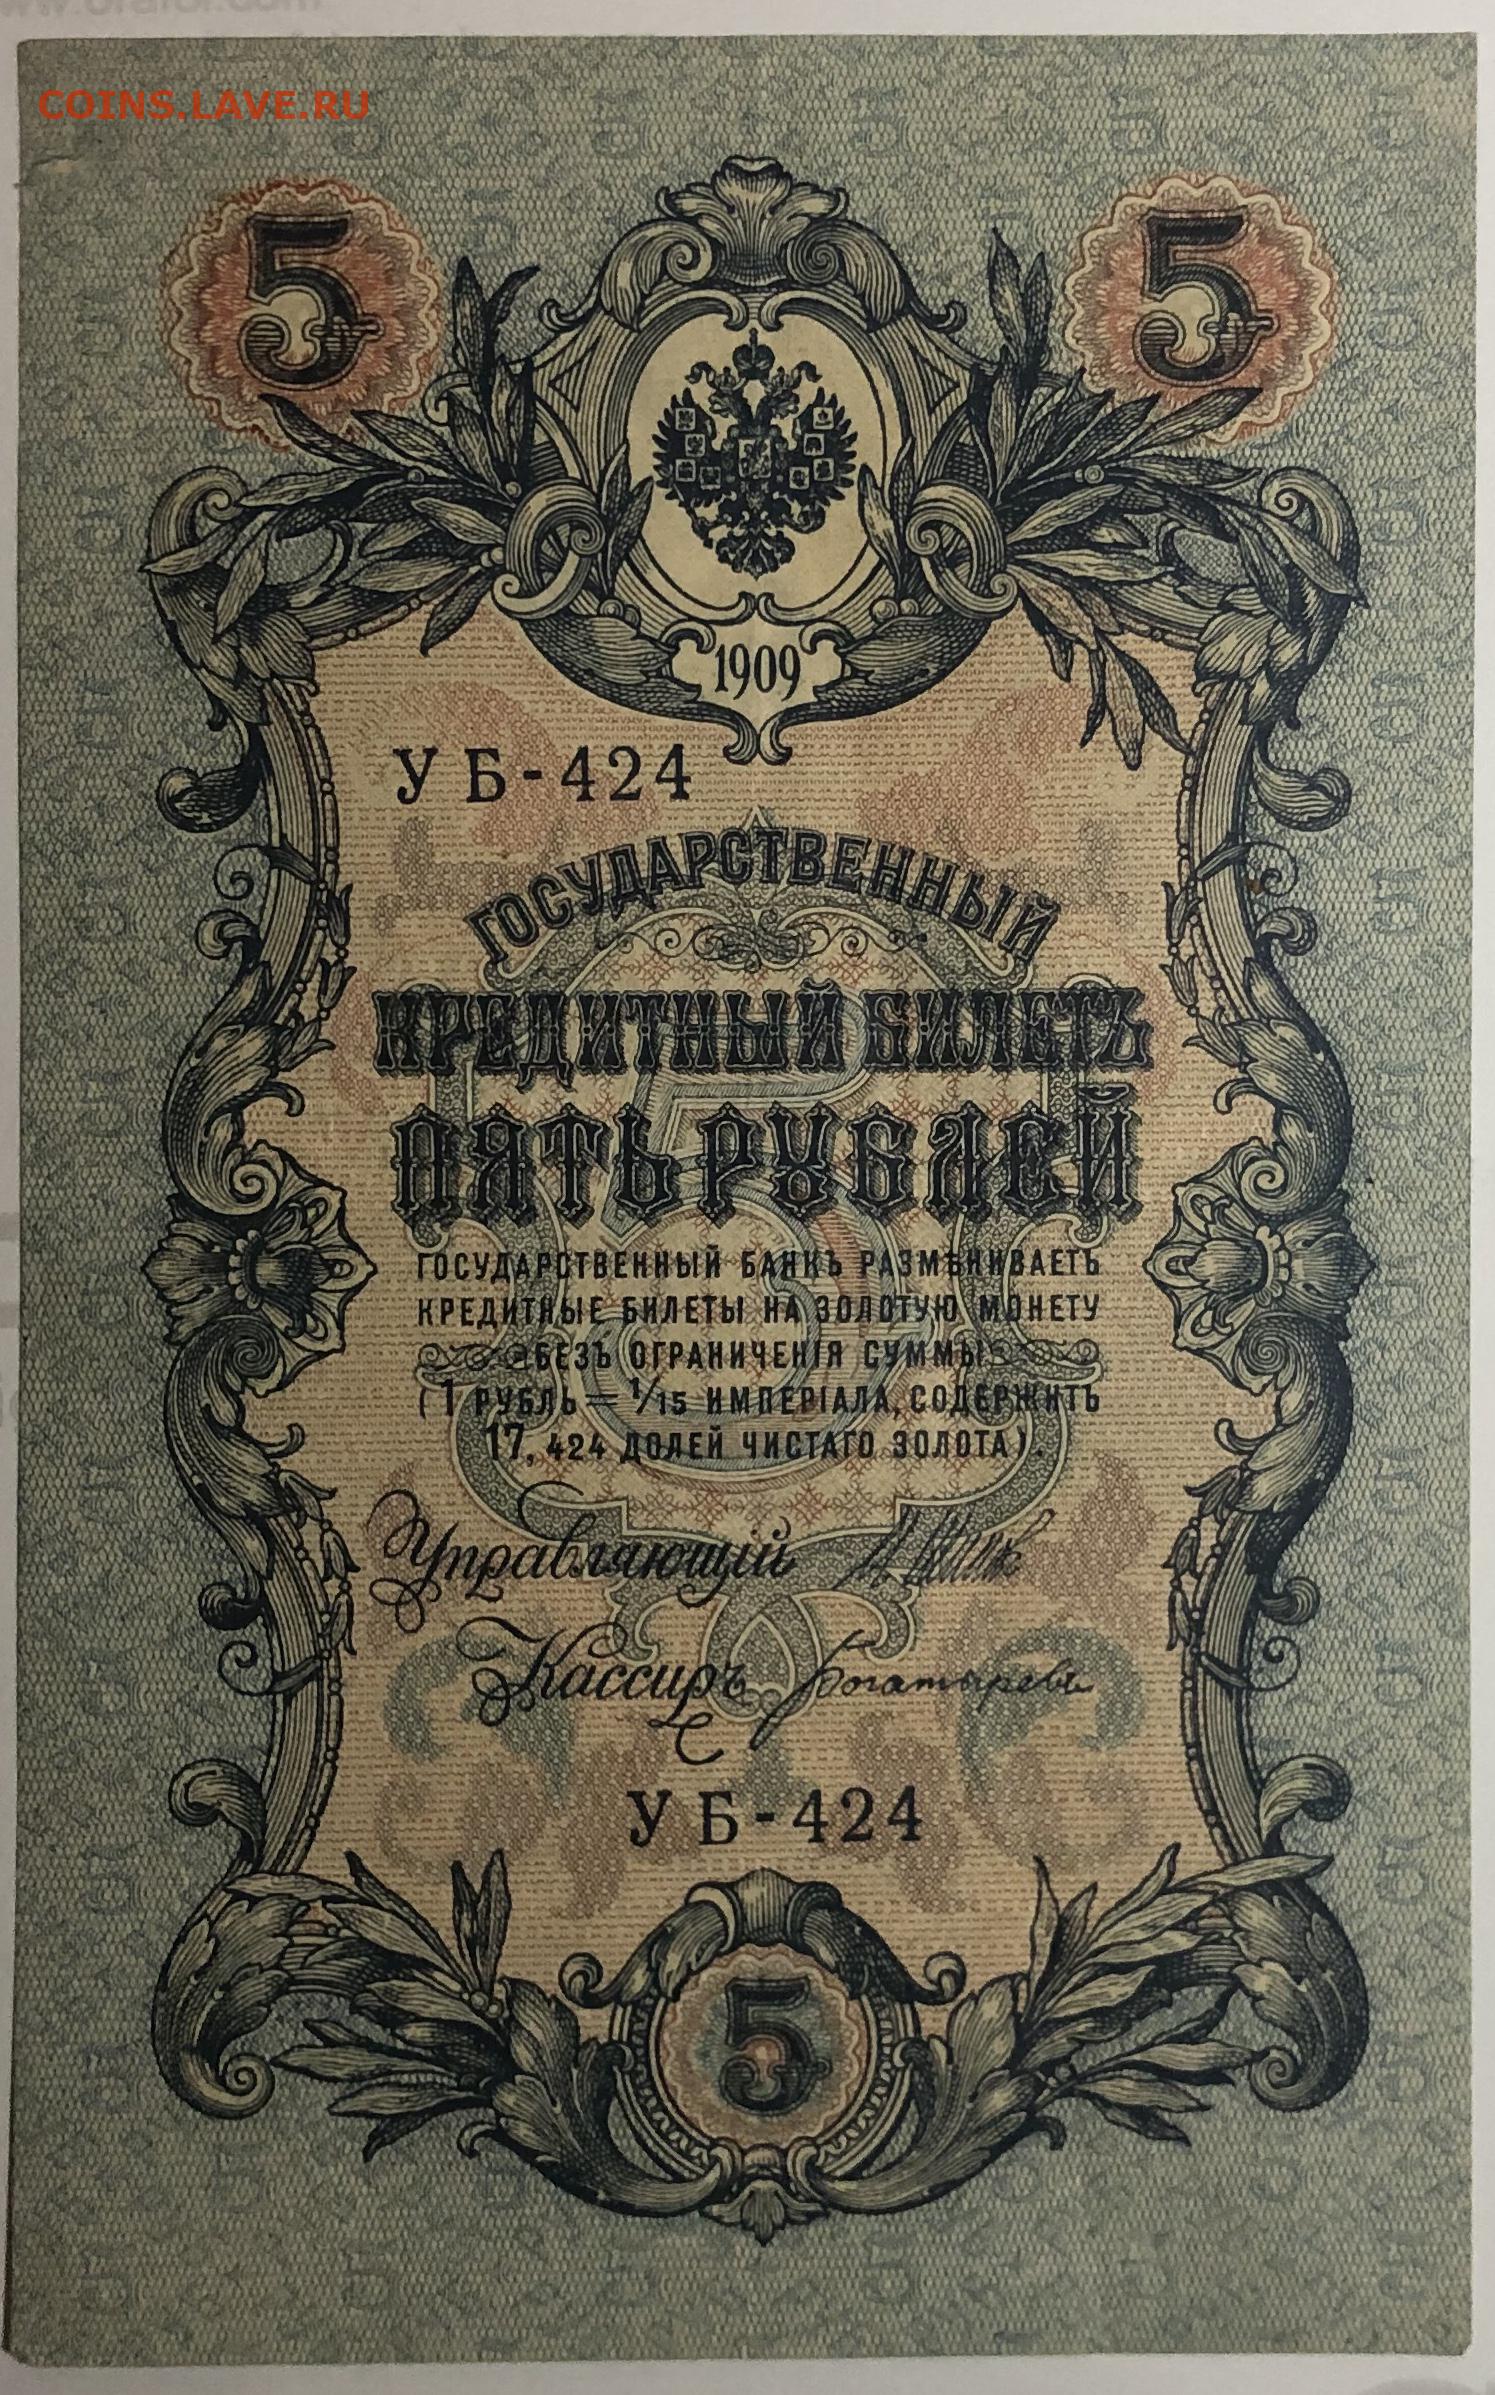 COINS.LAVE.RU
5 5
1909
УБ-424
ГОСУДАРСТВЕННЫЙ
КРЕДИТНЫЙ БИЛЕТЪ
ПЯТЬ РУБЛЕЙ
ГОСУДАРСТВЕННЫЙ БАНКЪ РАЗМѢНИВАЕТЪ
КРЕДИТНЫЕ БИЛЕТЫ НА ЗОЛОТУЮ МОНЕТУ
БЕЗЪ ОГРАНИЧЕНІЯ СУММЫ
(1 РУБЛЬ = 1/15 ИМПЕРІАЛА, СОДЕРЖИТЪ
17,424 ДОЛЕЙ ЧИСТАГО ЗОЛОТА).
Управляющій
Кассиръ Богатыревъ
УБ-424
5